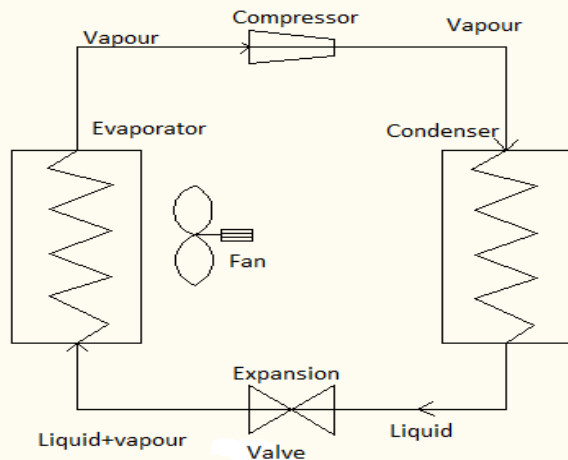 Compressor
Vapour
Vapour
Evaporator
Condenser
Fan
Expansion
Valve
Liquid
Liquid+vapour